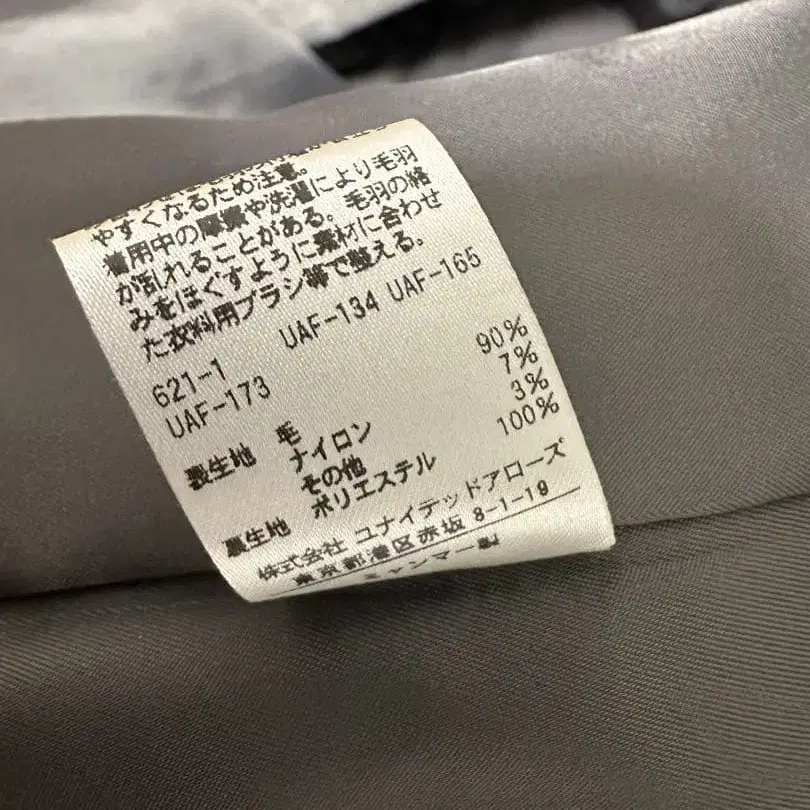 やすくなるため注意。
着用中の摩擦や洗濯により毛羽
が乱れることがある。毛羽の絡
みをほぐすように素材に合わせ
た衣料用ブラシ等で整える。
621-1 UAF-134 UAF-165
UAF-173
表生地 毛 90%
ナイロン 7%
その他 3%
裏生地 ポリエステル 100%
株式会社 ユナイテッドアローズ
東京都港区赤坂 8-1-19
ミャンマー製